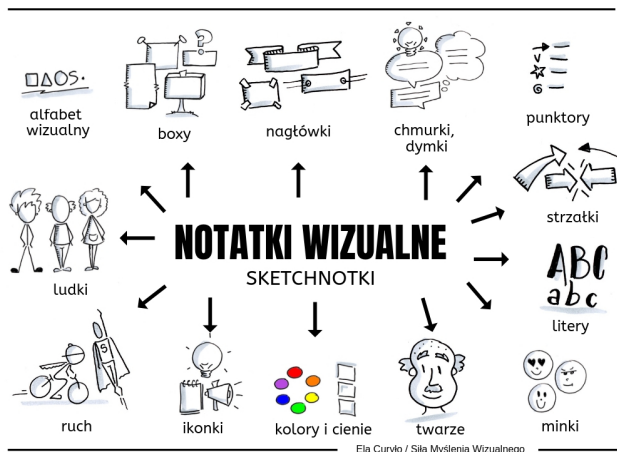 alfabet
wizualny
boxy
nagłówki
chmurki,
dymki
punktory
strzałki
ludki
NOTATKI WIZUALNE
SKETCHNOTKI
ABC
abc
litery
S
ruch
ikonki
kolory i cienie
twarze
minki
Ela Curyło / Siła Myślenia Wizualnego